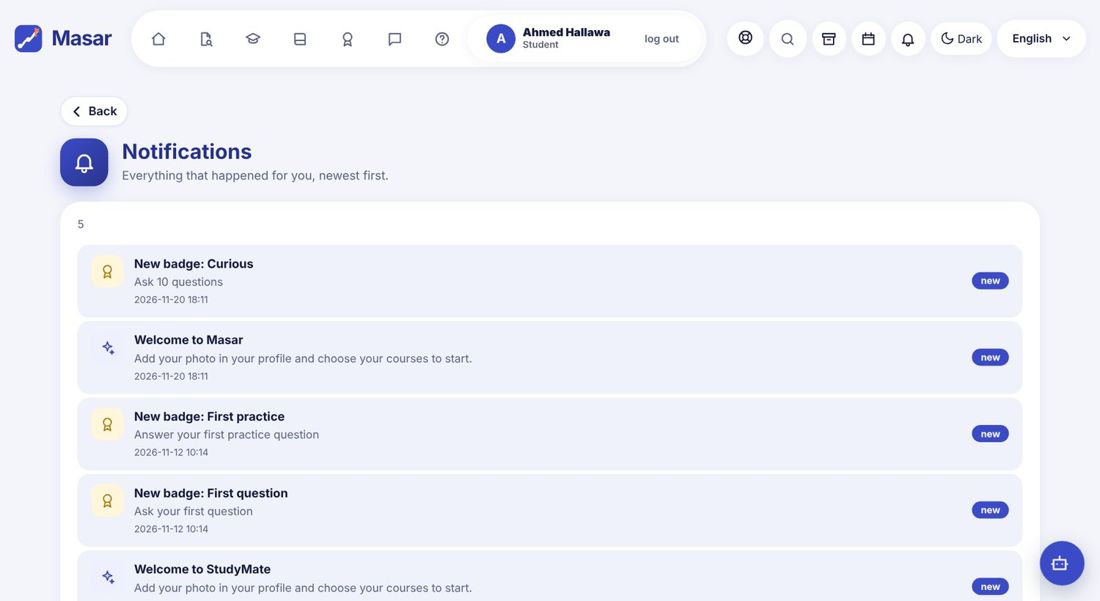 Masar
A
Ahmed Hallawa
Student
log out
Dark
English
Back
Notifications
Everything that happened for you, newest first.
5
New badge: Curious
Ask 10 questions
2026-11-20 18:11
new
Welcome to Masar
Add your photo in your profile and choose your courses to start.
2026-11-20 18:11
new
New badge: First practice
Answer your first practice question
2026-11-12 10:14
new
New badge: First question
Ask your first question
2026-11-12 10:14
new
Welcome to StudyMate
Add your photo in your profile and choose your courses to start.
new